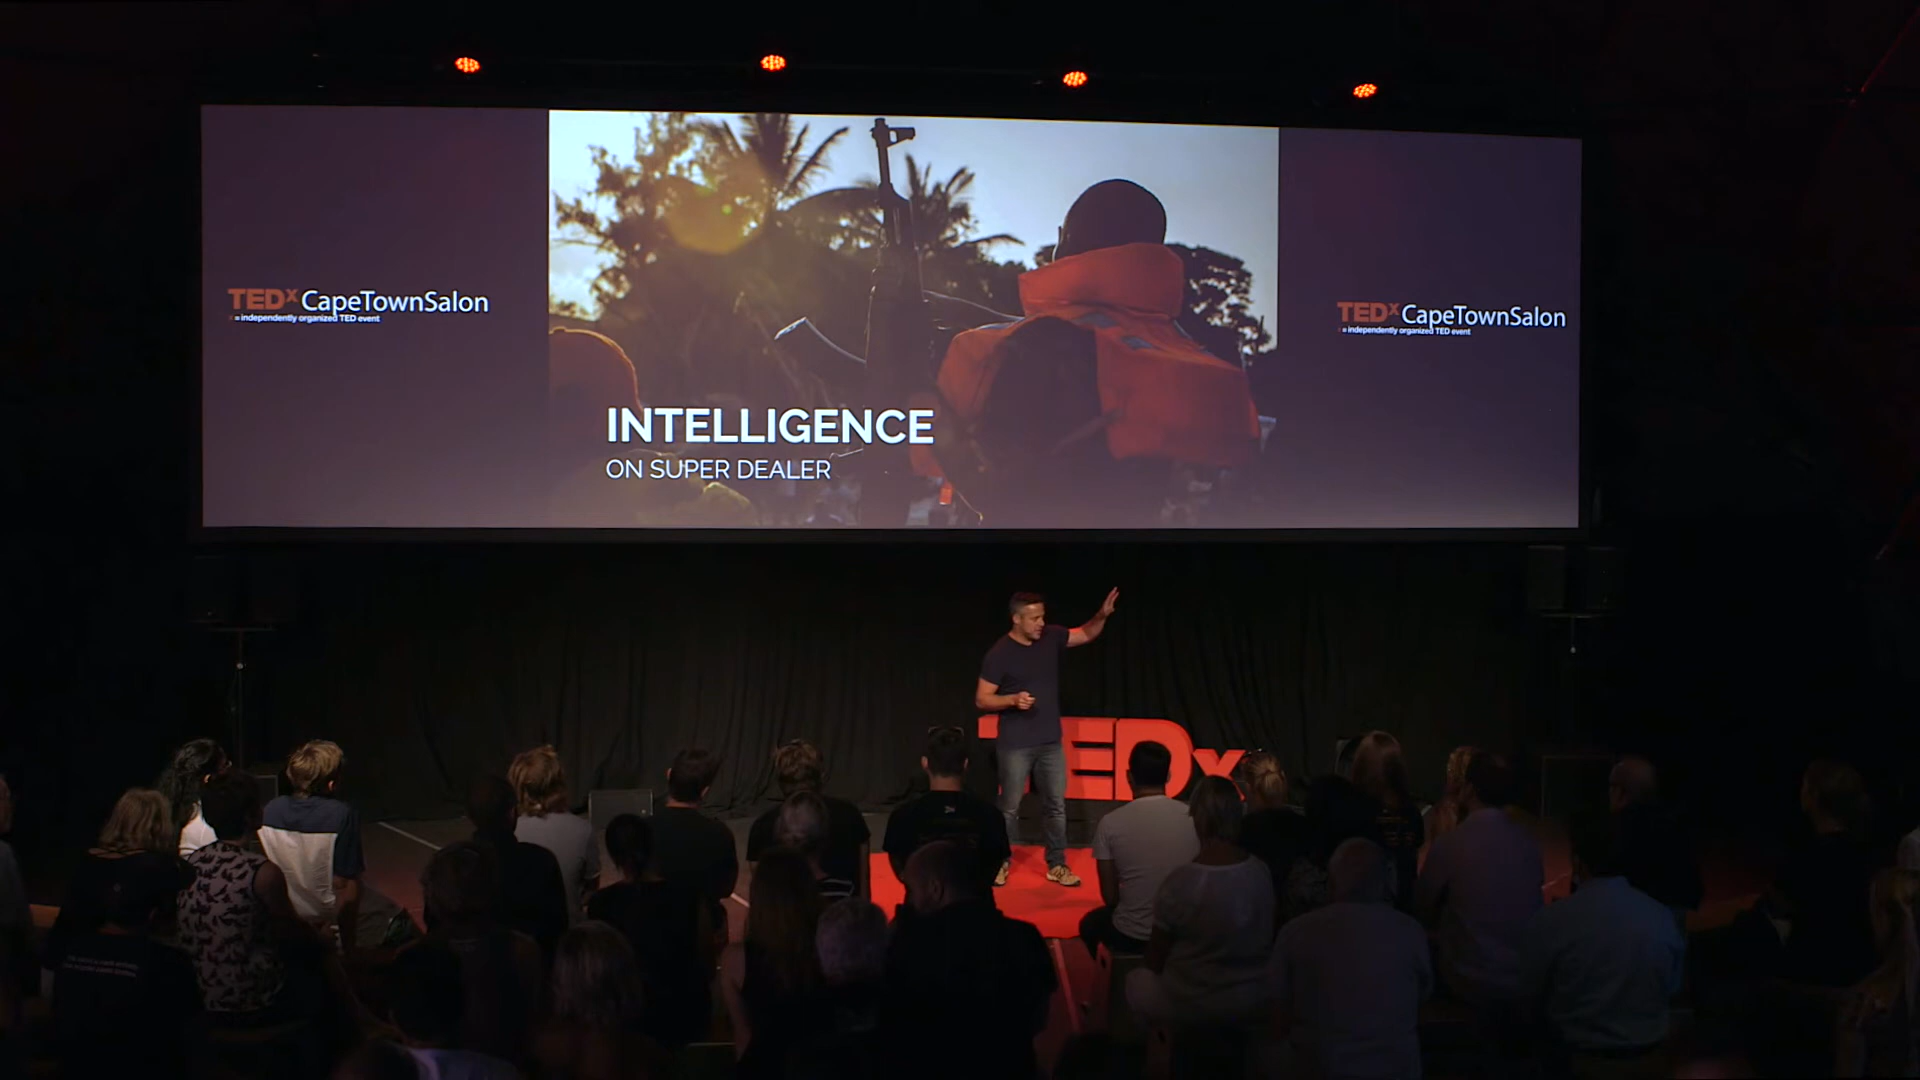 TEDx CapeTownSalon
x = independently organized TED event
INTELLIGENCE
ON SUPER DEALER
TEDx CapeTownSalon
x = independently organized TED event
TEDx